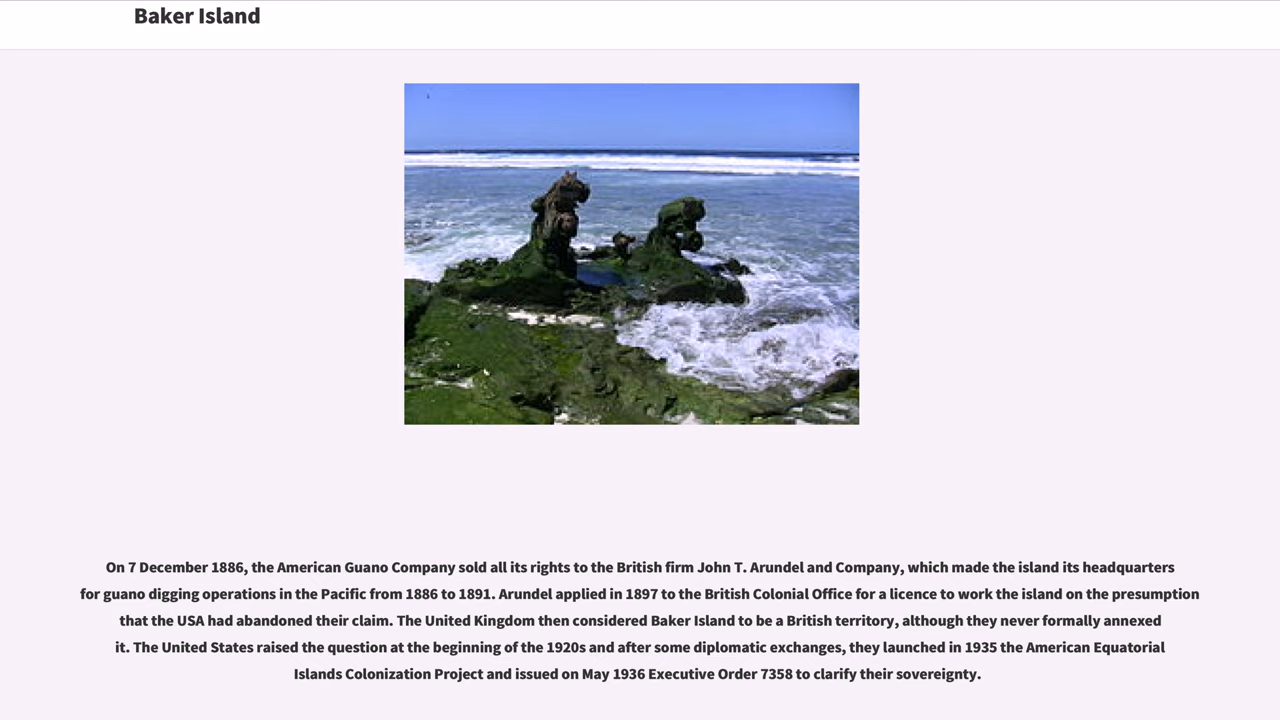 Baker Island
On 7 December 1886, the American Guano Company sold all its rights to the British firm John T. Arundel and Company, which made the island its headquarters
for guano digging operations in the Pacific from 1886 to 1891. Arundel applied in 1897 to the British Colonial Office for a licence to work the island on the presumption
that the USA had abandoned their claim. The United Kingdom then considered Baker Island to be a British territory, although they never formally annexed
it. The United States raised the question at the beginning of the 1920s and after some diplomatic exchanges, they launched in 1935 the American Equatorial
Islands Colonization Project and issued on May 1936 Executive Order 7358 to clarify their sovereignty.